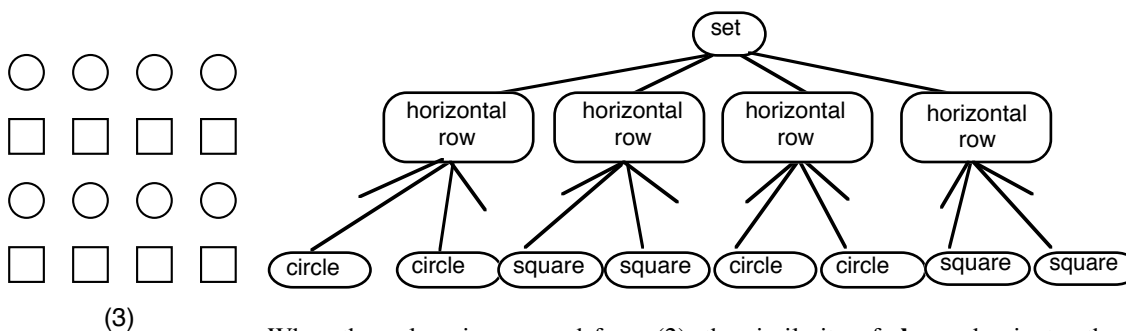 set
horizontal
row
horizontal
row
horizontal
row
horizontal
row
circle
circle
square
square
circle
circle
square
square
(3)